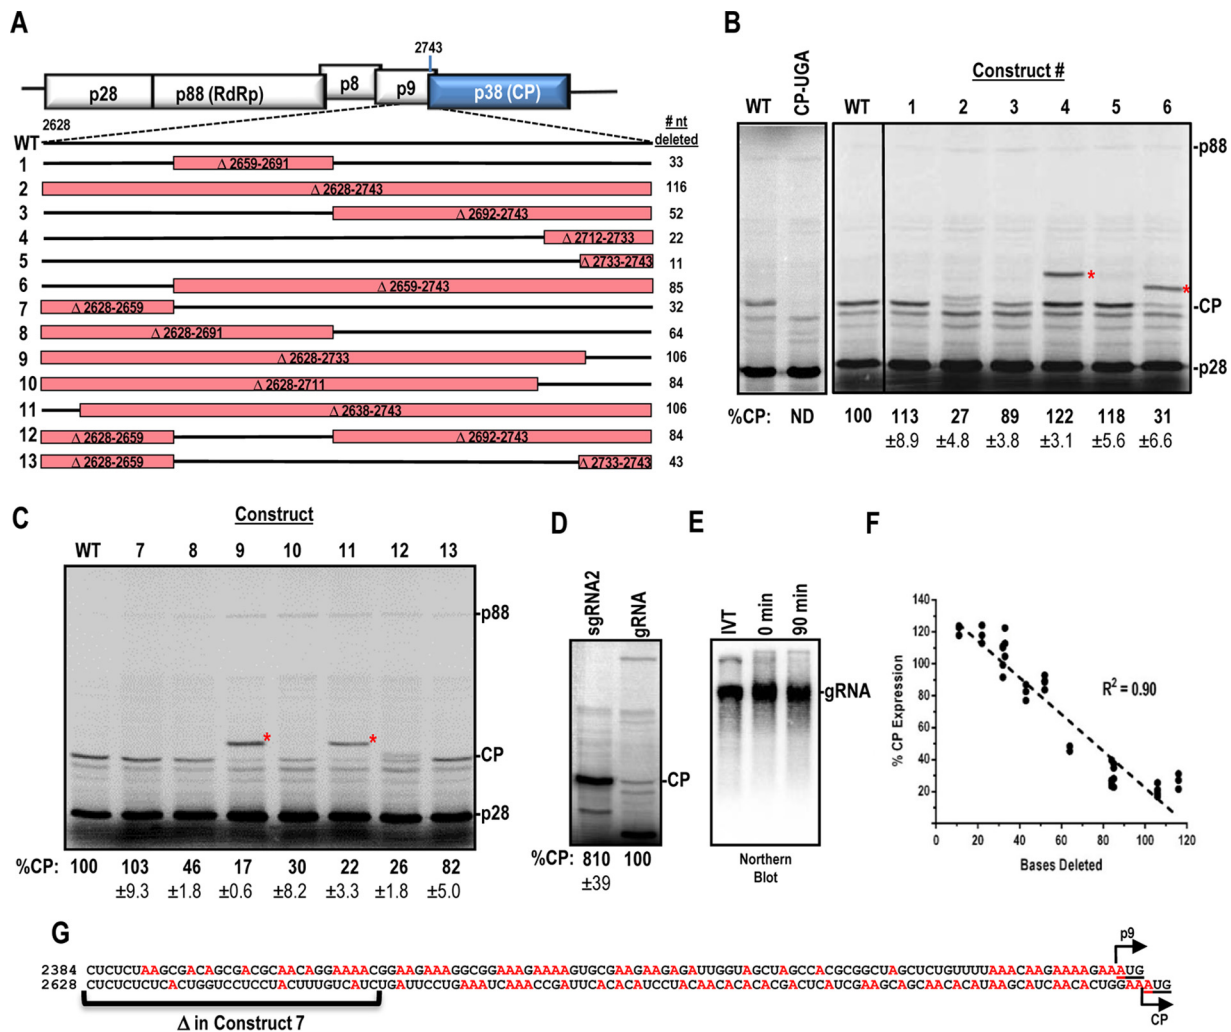 A
2743
p28
p88 (RdRp)
p8
p9
p38 (CP)
2628
# nt deleted
WT
1 Δ 2659-2691 33
2 Δ 2628-2743 116
3 Δ 2692-2743 52
4 Δ 2712-2733 22
5 Δ 2733-2743 11
6 Δ 2659-2743 85
7 Δ 2628-2659 32
8 Δ 2628-2691 64
9 Δ 2628-2733 106
10 Δ 2628-2711 84
11 Δ 2638-2743 106
12 Δ 2628-2659 Δ 2692-2743 84
13 Δ 2628-2659 Δ 2733-2743 43
B
Construct #
WT CP-UGA WT 1 2 3 4 5 6
-p88
*
*
-CP
-p28
%CP: ND 100 113 27 89 122 118 31
±8.9 ±4.8 ±3.8 ±3.1 ±5.6 ±6.6
C
Construct
WT 7 8 9 10 11 12 13
-p88
* *
-CP
-p28
%CP: 100 103 46 17 30 22 26 82
±9.3 ±1.8 ±0.6 ±8.2 ±3.3 ±1.8 ±5.0
D
sgRNA2
gRNA
-CP
%CP: 810 100
±39
E
IVT
0 min
90 min
-gRNA
Northern
Blot
F
140
120
100
80
60
40
20
% CP Expression
R² = 0.90
0 20 40 60 80 100 120
Bases Deleted
G
p9
2384 CUCUCUAAGCGACAGCGACGCAACAGGAAAACGGAAGAAAGGCGGAAAGAAAAGUGCGAAGAAGAGAUUGGUAGCUAGCCACGCGGCUAGCUCUGUUUUAAACAAGAAAAGAAAUG
2628 CUCUCUCUCACUGGUCCUCCUACUUUGUCAUCUGAUUCCUGAAAUCAAACCGAUUCACACAUCCUACAACACACACGACUCAUCGAAGCAGCAACACAUAAGCAUCAACACUGGAAAUG
CP
Δ in Construct 7